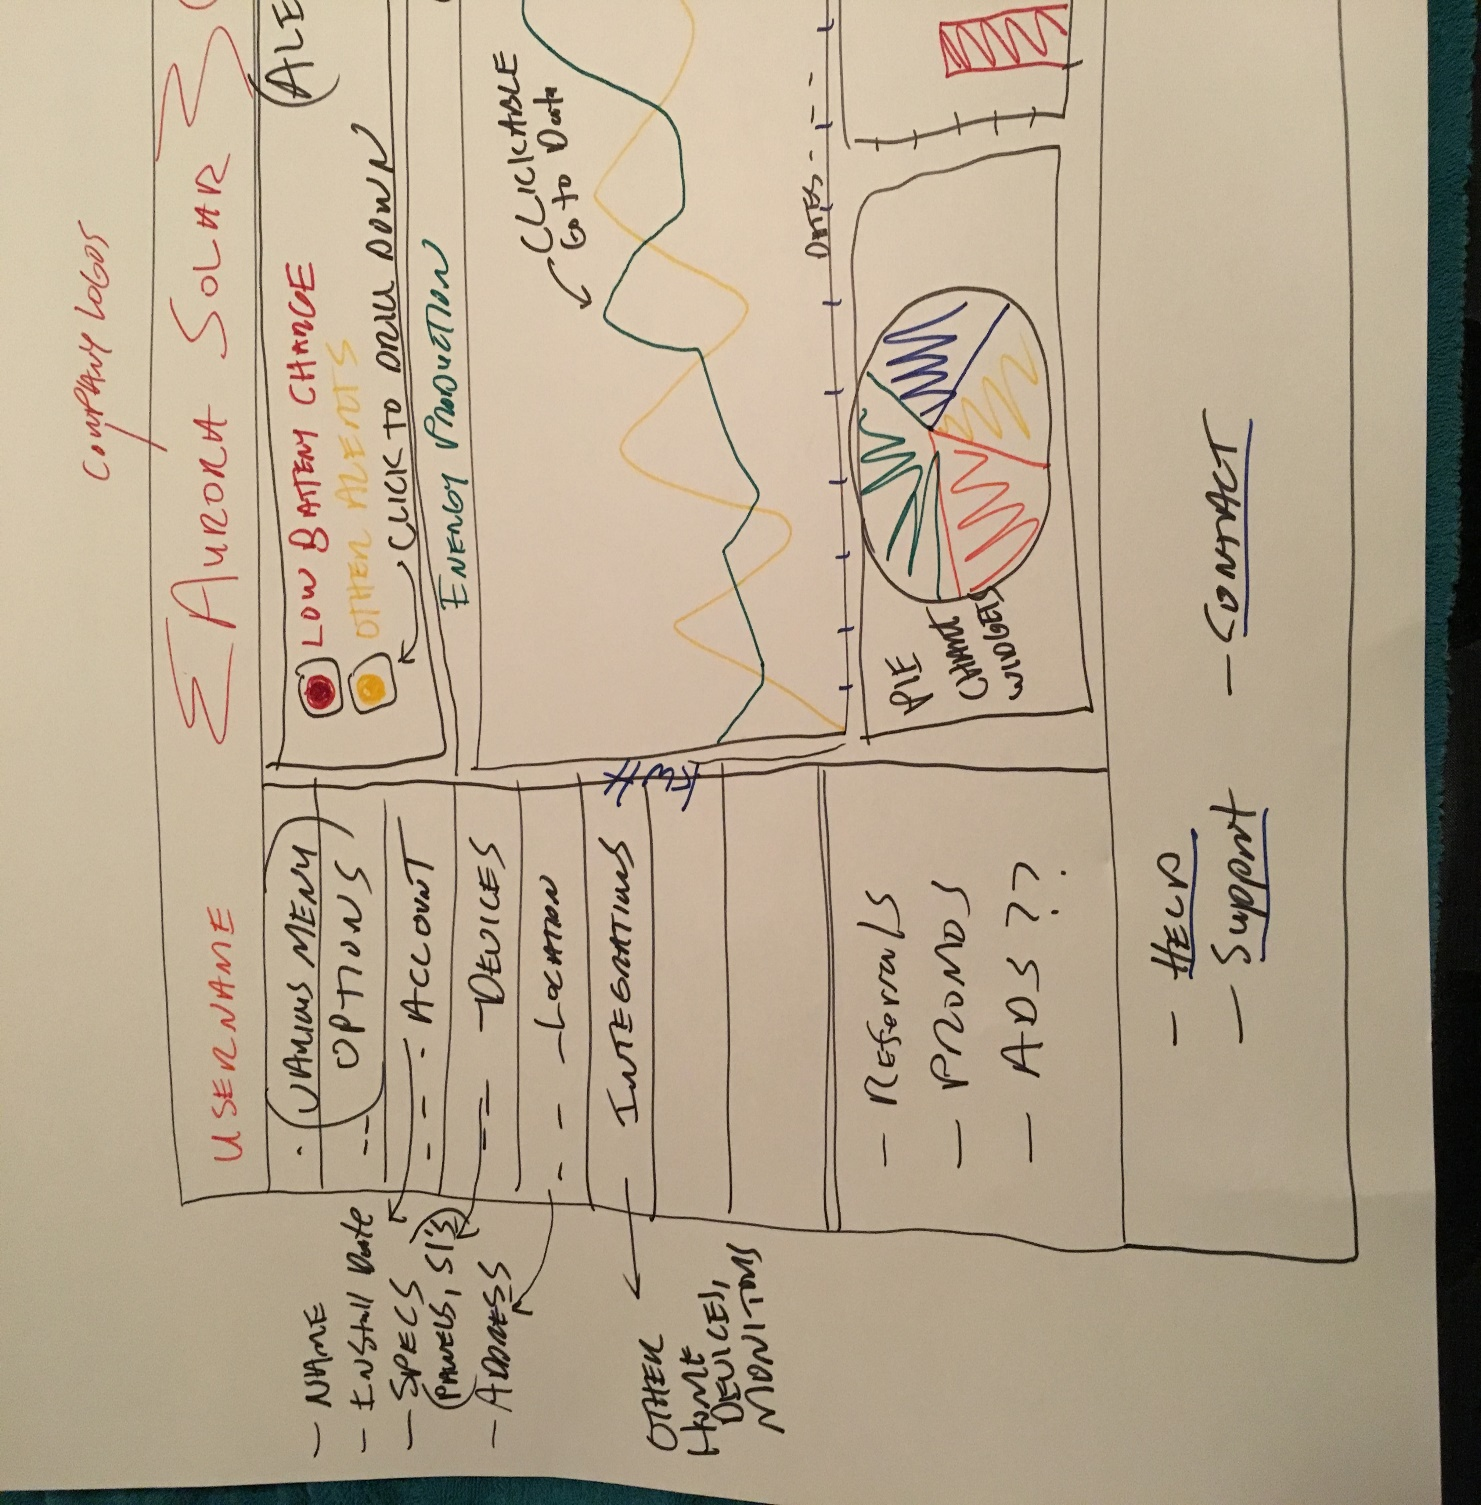 COMPANY LOGOS
USERNAME
AURORA SOLAR
VARIOUS MENU
OPTIONS
- ACCOUNT
- DEVICES
- LOCATION
- INTEGRATIONS
LOW BATERY CHARGE
OTHER ALERTS
CLICK TO DRILL DOWN
(ALE
ENERGY PRODUCTION
CLICKABLE
Go to Data
#
DATES
- NAME
- INStall Date
- SPECS
(PANELS, SI's)
- ADDRESS
OTHER
HOME
DEVICES,
MONITORS
- Referrals
- PROMOS
- ADS ??
PIE
CHART
WIDGETS
- HELP
- Support
- CONTACT